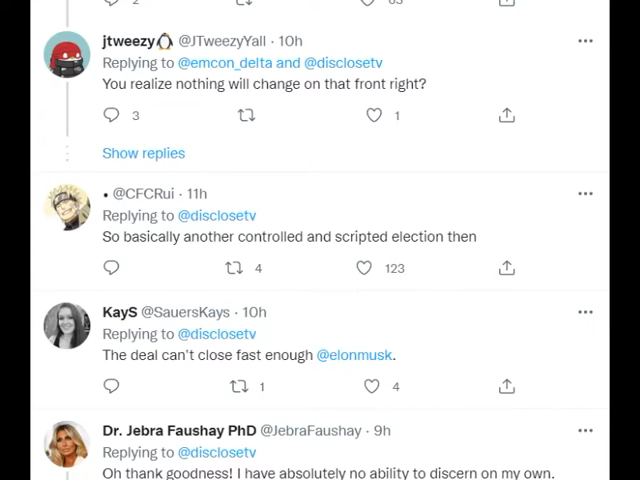 2 63
jtweezy🐧 @JTweezyYall · 10h
Replying to @emcon_delta and @disclosetv
You realize nothing will change on that front right?
3 1
Show replies
• @CFCRui · 11h
Replying to @disclosetv
So basically another controlled and scripted election then
4 123
KayS @SauersKays · 10h
Replying to @disclosetv
The deal can't close fast enough @elonmusk.
1 4
Dr. Jebra Faushay PhD @JebraFaushay · 9h
Replying to @disclosetv
Oh thank goodness! I have absolutely no ability to discern on my own.